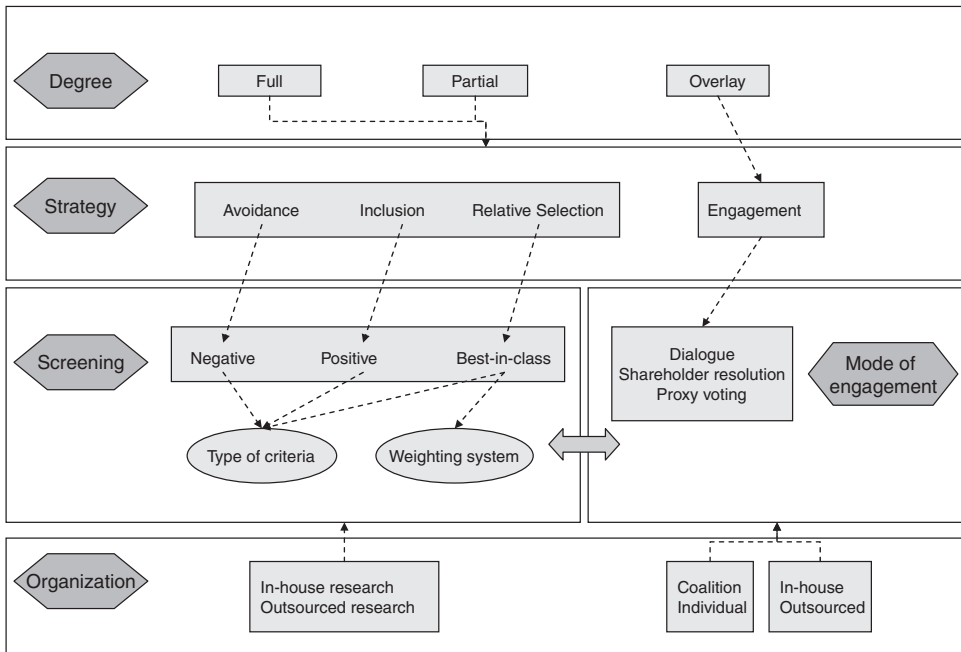 Degree
Full
Partial
Overlay
Strategy
Avoidance
Inclusion
Relative Selection
Engagement
Screening
Negative
Positive
Best-in-class
Type of criteria
Weighting system
Dialogue
Shareholder resolution
Proxy voting
Mode of
engagement
Organization
In-house research
Outsourced research
Coalition
Individual
In-house
Outsourced